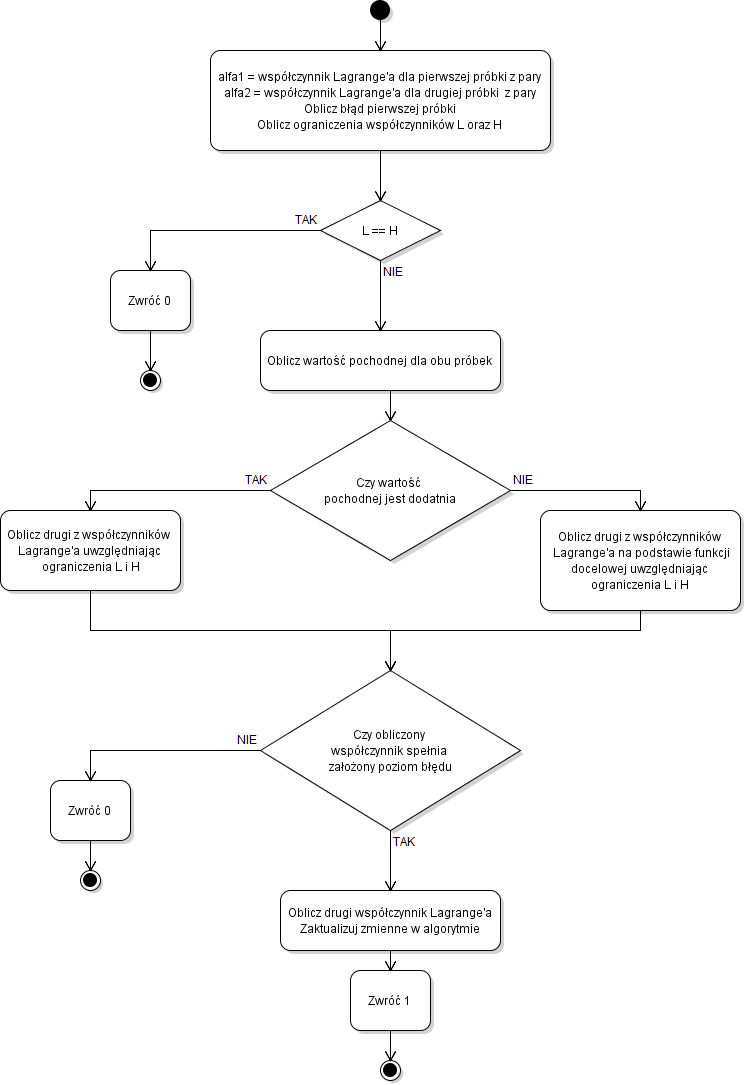 alfa1 = współczynnik Lagrange'a dla pierwszej próbki z pary
alfa2 = współczynnik Lagrange'a dla drugiej próbki z pary
Oblicz błąd pierwszej próbki
Oblicz ograniczenia współczynników L oraz H
TAK
L == H
NIE
Zwróć 0
Oblicz wartość pochodnej dla obu próbek
TAK
Czy wartość
pochodnej jest dodatnia
NIE
Oblicz drugi z współczynników
Lagrange'a uwzględniając
ograniczenia L i H
Oblicz drugi z współczynników
Lagrange'a na podstawie funkcji
docelowej uwzględniając
ograniczenia L i H
NIE
Czy obliczony
współczynnik spełnia
założony poziom błędu
Zwróć 0
TAK
Oblicz drugi współczynnik Lagrange'a
Zaktualizuj zmienne w algorytmie
Zwróć 1